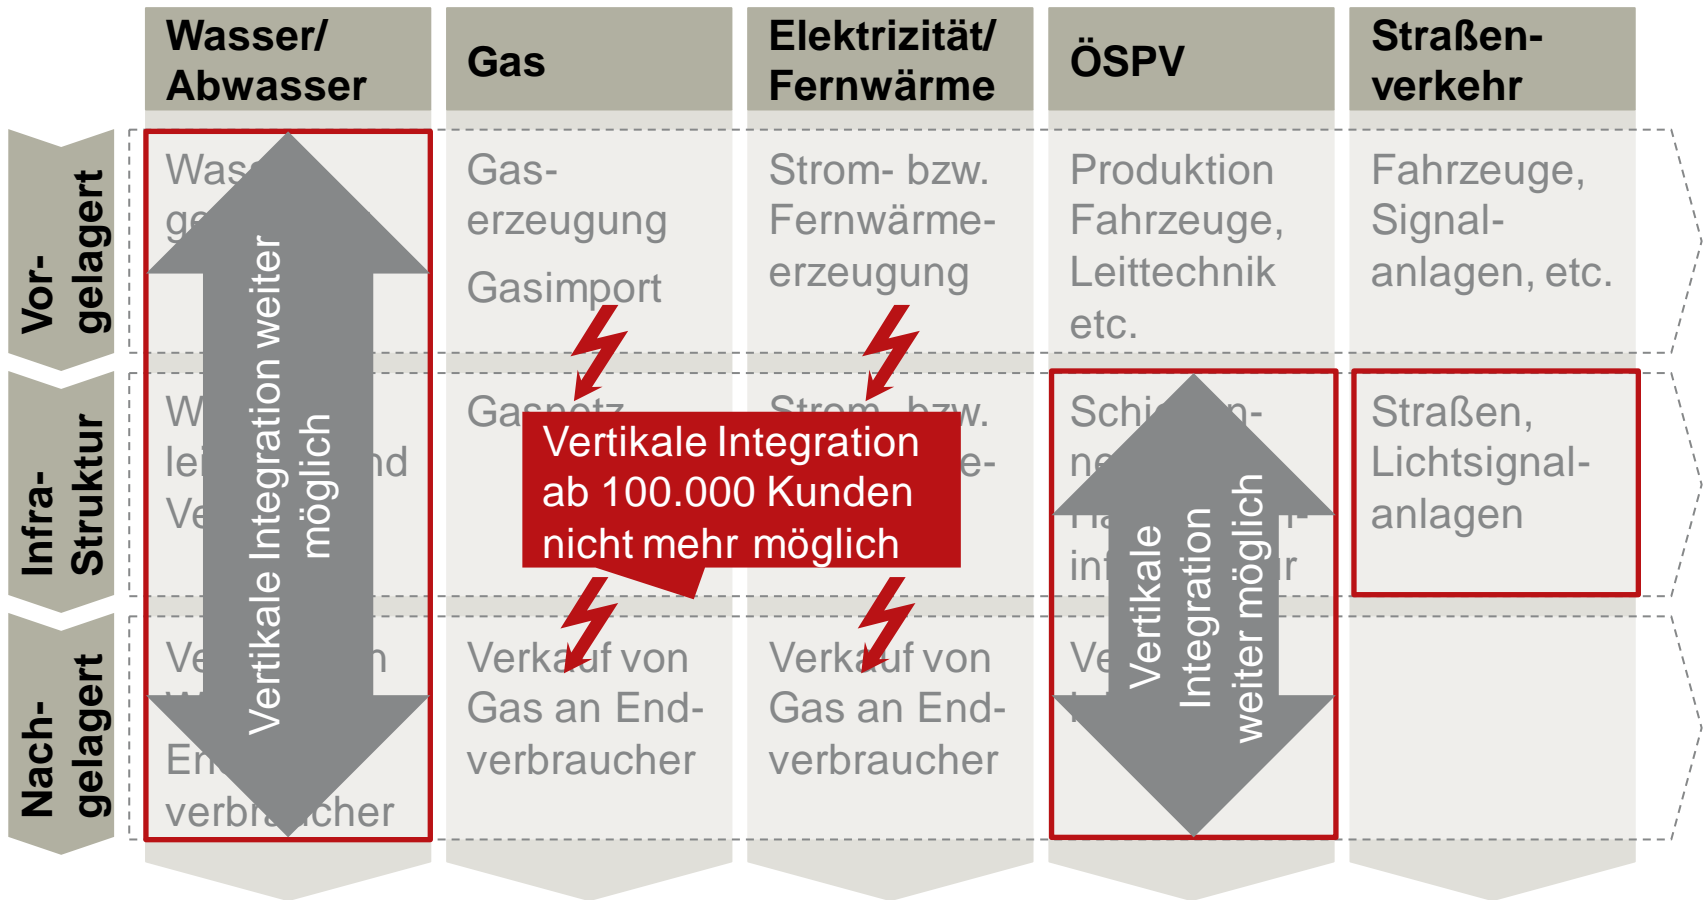 Wasser/
Abwasser
Gas
Elektrizität/
Fernwärme
ÖSPV
Straßen-
verkehr
Vor-
gelagert
Gas-
erzeugung
Gasimport
Strom- bzw.
Fernwärme-
erzeugung
Produktion
Fahrzeuge,
Leittechnik
etc.
Fahrzeuge,
Signal-
anlagen, etc.
Vertikale Integration weiter
möglich
Infra-
Struktur
Gasnetz
Strom- bzw.
Vertikale Integration
ab 100.000 Kunden
nicht mehr möglich
Vertikale
Integration
weiter möglich
Straßen,
Lichtsignal-
anlagen
Nach-
gelagert
verbraucher
Verkauf von
Gas an End-
verbraucher
Verkauf von
Gas an End-
verbraucher